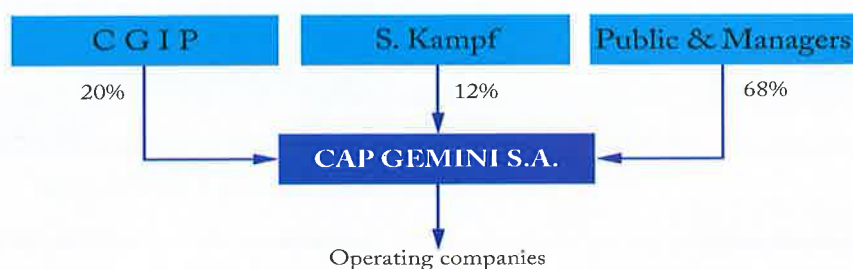 C G I P
S. Kampf
Public & Managers
20%
12%
68%
CAP GEMINI S.A.
Operating companies